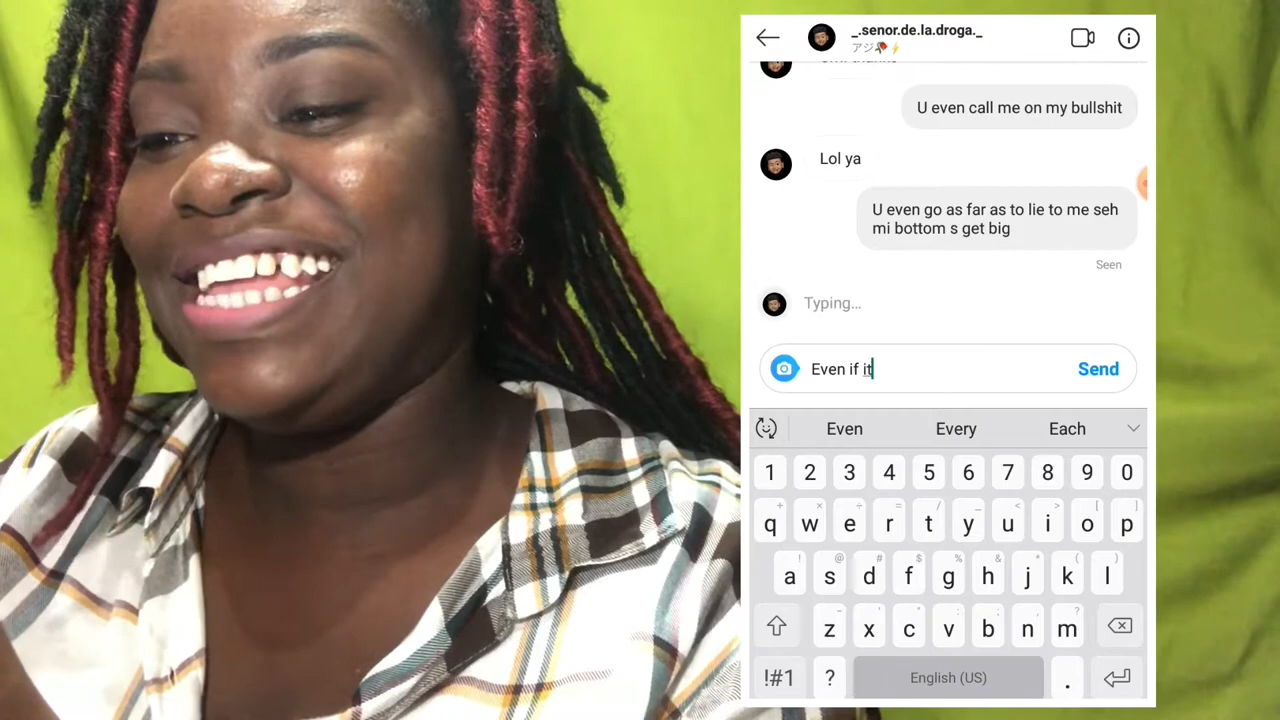 _.senor.de.la.droga._
アジ🥀⚡
U even call me on my bullshit
Lol ya
U even go as far as to lie to me seh
mi bottom s get big
Seen
Typing...
Even if it
Send
Even Every Each
1 2 3 4 5 6 7 8 9 0
+ × ÷ = / _ < > [ ]
q w e r t y u i o p
! @ # $ % & * ( )
a s d f g h j k l
- ' " : ; , ?
z x c v b n m
!#1 ? English (US) .